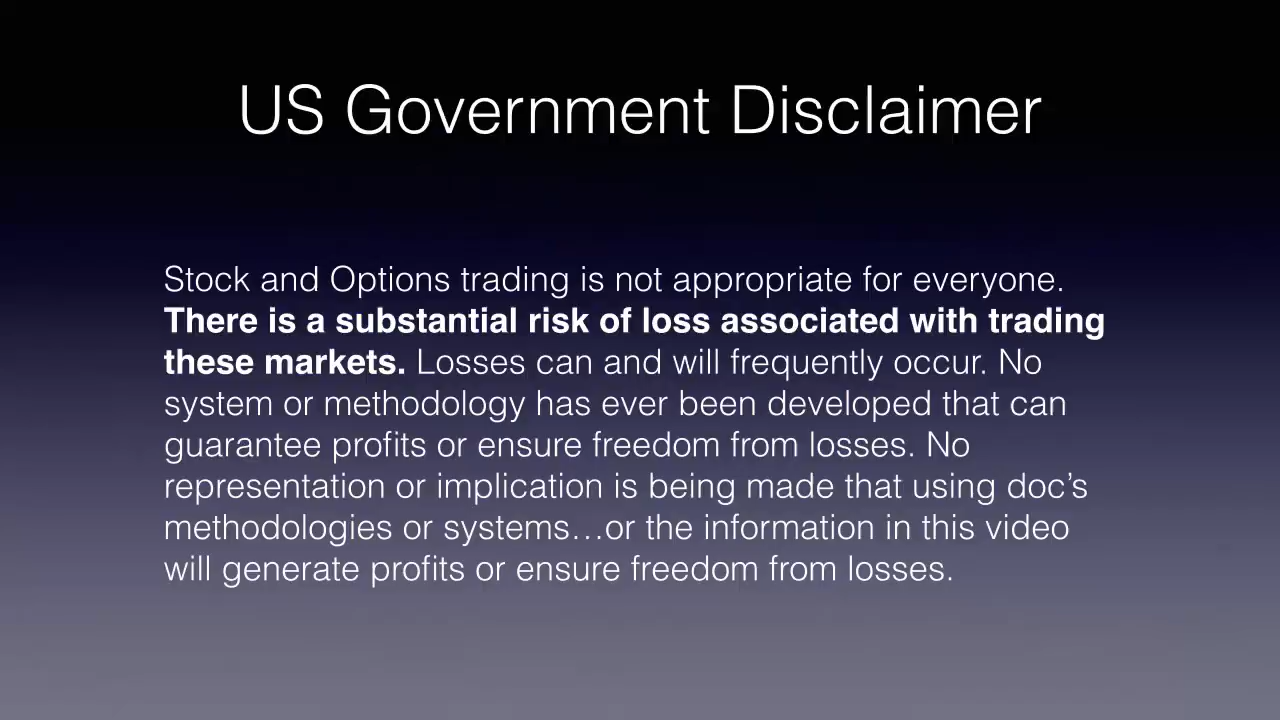 US Government Disclaimer
Stock and Options trading is not appropriate for everyone.
There is a substantial risk of loss associated with trading
these markets. Losses can and will frequently occur. No
system or methodology has ever been developed that can
guarantee profits or ensure freedom from losses. No
representation or implication is being made that using doc’s
methodologies or systems…or the information in this video
will generate profits or ensure freedom from losses.